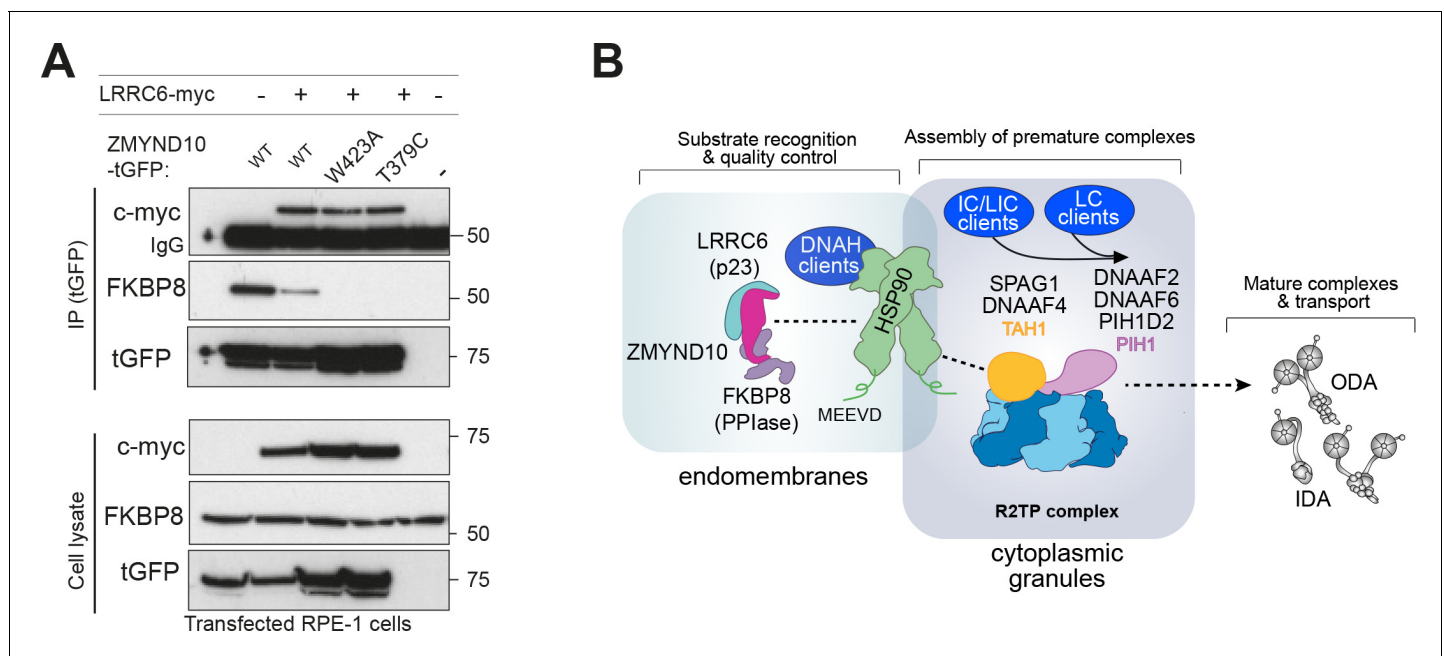 A
LRRC6-myc - + + + -
ZMYND10
-tGFP: WT WT W423A T379C -
IP (tGFP)
c-myc
IgG
50
FKBP8
50
tGFP
75
Cell lysate
c-myc
75
FKBP8
50
tGFP
75
Transfected RPE-1 cells
B
Substrate recognition
& quality control
Assembly of premature complexes
LRRC6
(p23)
DNAH
clients
HSP90
ZMYND10
FKBP8
(PPIase)
MEEVD
endomembranes
IC/LIC
clients
LC
clients
SPAG1
DNAAF4
TAH1
DNAAF2
DNAAF6
PIH1D2
PIH1
R2TP complex
cytoplasmic
granules
Mature complexes
& transport
ODA
IDA